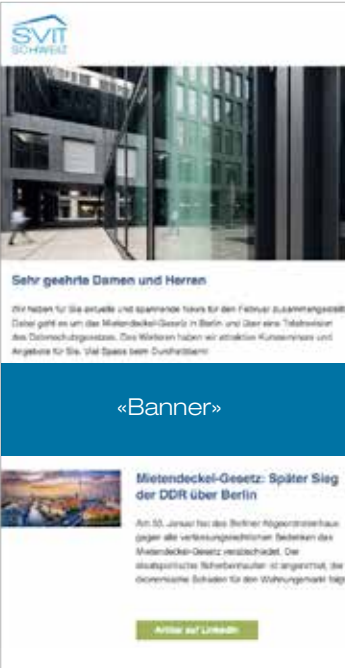 SVIT
SCHWEIZ
Sehr geehrte Damen und Herren
Wir haben für Sie aktuelle und spannende News für den Februar zusammengestellt.
Dabei geht es um das Mietendeckel-Gesetz in Berlin und über eine Totalrevision
des Datenschutzgesetzes. Des Weiteren haben wir attraktive Kursseminare und
Angebote für Sie. Viel Spass beim Durchstöbern!
«Banner»
Mietendeckel-Gesetz: Später Sieg
der DDR über Berlin
Am Januar hat das Berliner Abgeordnetenhaus
gegen alle verfassungsrechtlichen Bedenken das
Mietendeckel-Gesetz verabschiedet. Der
staatspolitische Scherbenhaufen ist angerichtet, der
ökonomische Schaden für den Wohnungsmarkt folgt.
Artikel auf LinkedIn